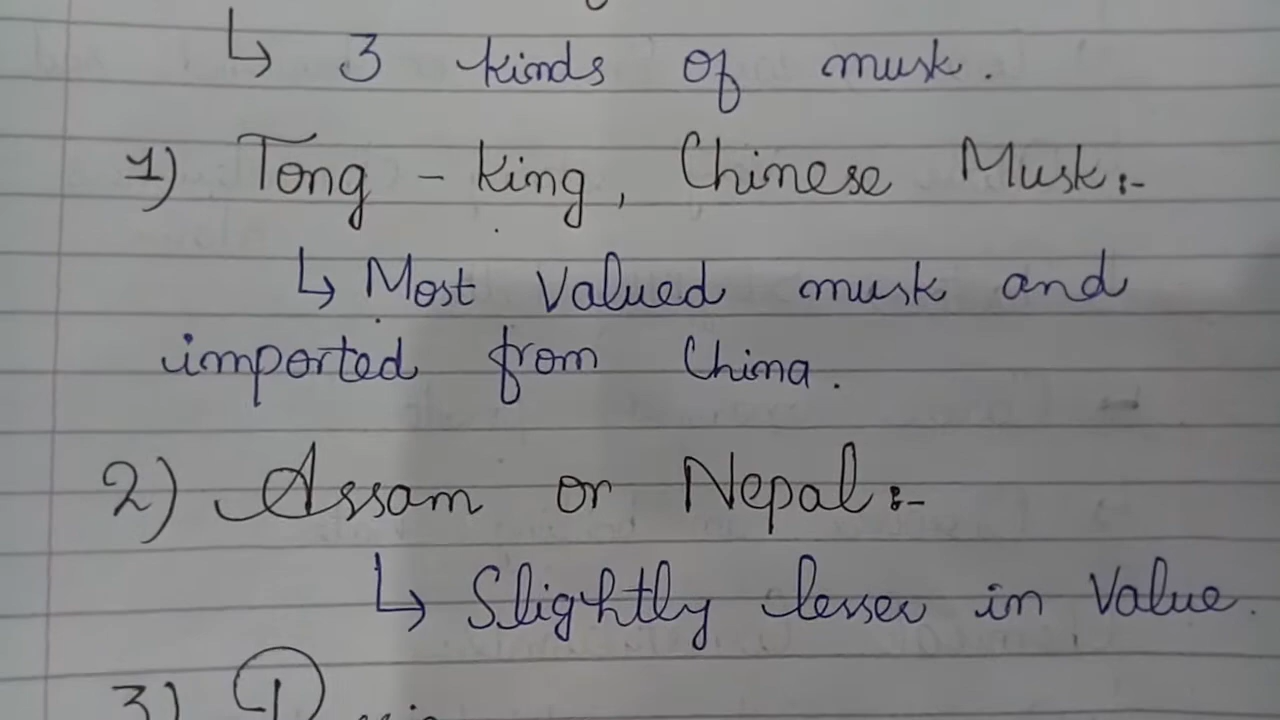 ↳ 3 kinds of musk.
1) Tong - king, Chinese Musk:-
↳ Most valued musk and
imported from China.
2) Assam or Nepal:-
↳ Slightly lesser in value.
3)